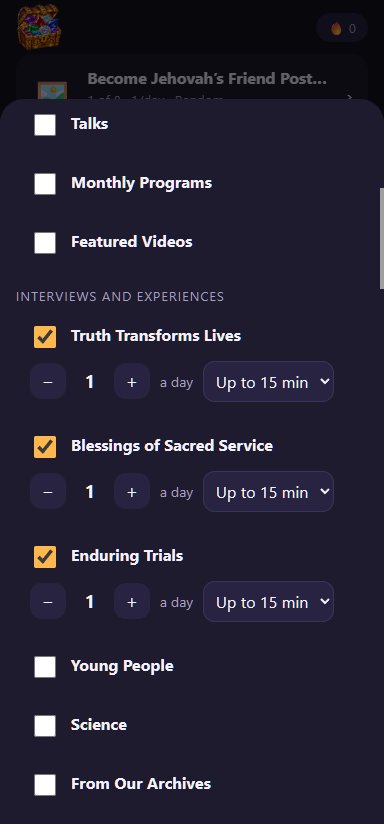 0
Become Jehovah's Friend Post…
Talks
Monthly Programs
Featured Videos
INTERVIEWS AND EXPERIENCES
Truth Transforms Lives
− 1 + a day Up to 15 min
Blessings of Sacred Service
− 1 + a day Up to 15 min
Enduring Trials
− 1 + a day Up to 15 min
Young People
Science
From Our Archives